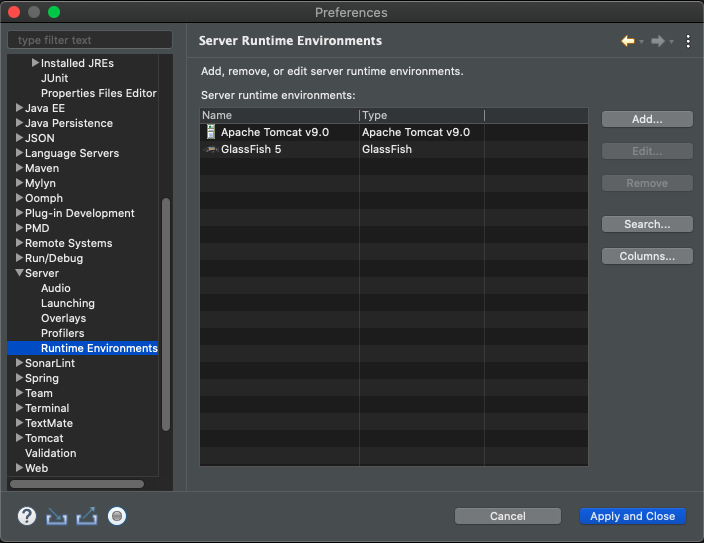 Preferences
type filter text
Installed JREs
JUnit
Properties Files Editor
Java EE
Java Persistence
JSON
Language Servers
Maven
Mylyn
Oomph
Plug-in Development
PMD
Remote Systems
Run/Debug
Server
Audio
Launching
Overlays
Profilers
Runtime Environments
SonarLint
Spring
Team
Terminal
TextMate
Tomcat
Validation
Web
Server Runtime Environments
Add, remove, or edit server runtime environments.
Server runtime environments:
Name Type
Apache Tomcat v9.0 Apache Tomcat v9.0
GlassFish 5 GlassFish
Add...
Edit...
Remove
Search...
Columns...
?
Cancel
Apply and Close